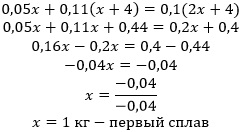 0,05x + 0,11(x + 4) = 0,1(2x + 4)
0,05x + 0,11x + 0,44 = 0,2x + 0,4
0,16x − 0,2x = 0,4 − 0,44
−0,04x = −0,04
x = −0,04 / −0,04
x = 1 кг − первый сплав